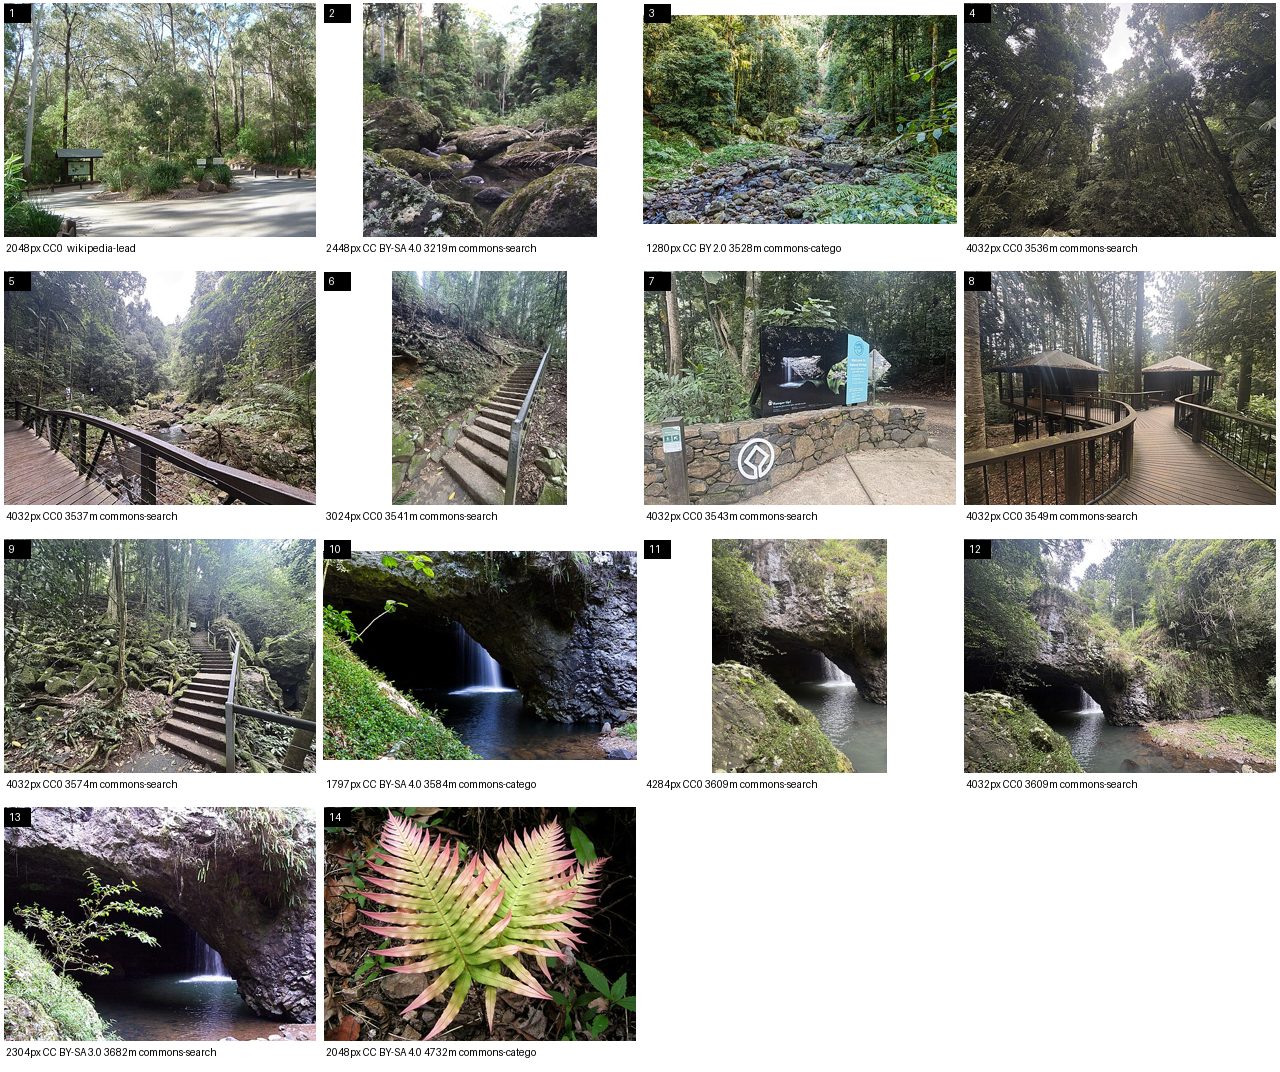 1
2048px CC0 wikipedia-lead
2
2448px CC BY-SA 4.0 3219m commons-search
3
1280px CC BY 2.0 3528m commons-catego
4
4032px CC0 3536m commons-search
5
4032px CC0 3537m commons-search
6
3024px CC0 3541m commons-search
7
4032px CC0 3543m commons-search
8
4032px CC0 3549m commons-search
9
4032px CC0 3574m commons-search
10
1797px CC BY-SA 4.0 3584m commons-catego
11
4284px CC0 3609m commons-search
12
4032px CC0 3609m commons-search
13
2304px CC BY-SA 3.0 3682m commons-search
14
2048px CC BY-SA 4.0 4732m commons-catego